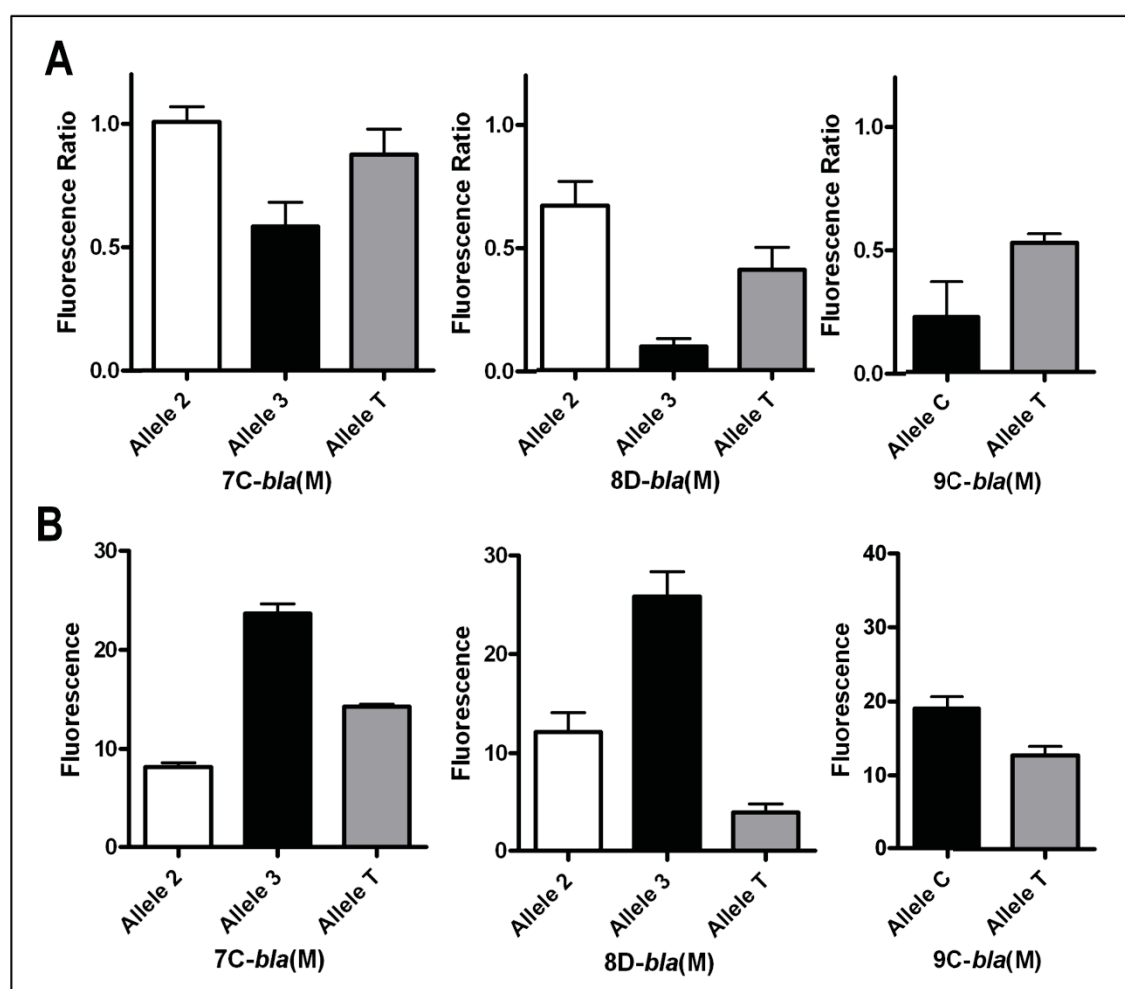 A
Fluorescence Ratio
1.0
0.5
0.0
Allele 2
Allele 3
Allele T
7C-bla(M)
Fluorescence Ratio
1.0
0.5
0.0
Allele 2
Allele 3
Allele T
8D-bla(M)
Fluorescence Ratio
1.0
0.5
0.0
Allele C
Allele T
9C-bla(M)
B
Fluorescence
30
20
10
0
Allele 2
Allele 3
Allele T
7C-bla(M)
Fluorescence
30
20
10
0
Allele 2
Allele 3
Allele T
8D-bla(M)
Fluorescence
40
30
20
10
0
Allele C
Allele T
9C-bla(M)